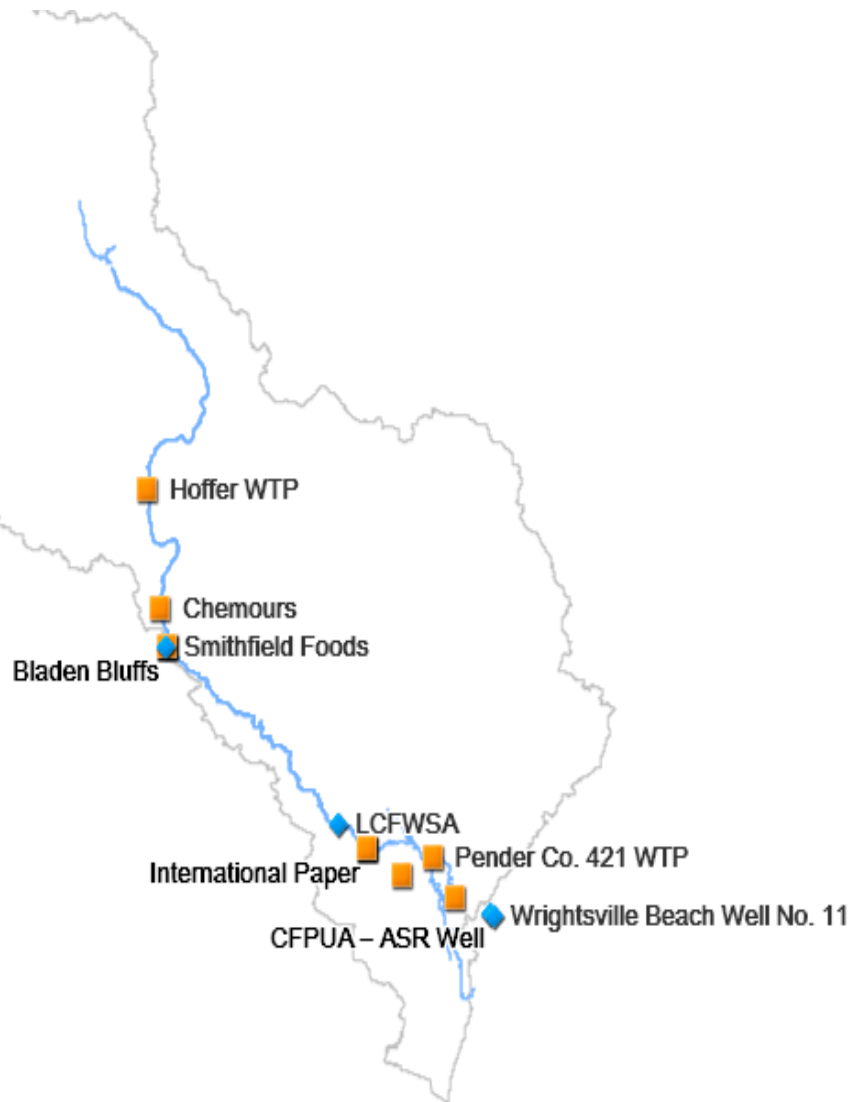 Hoffer WTP
Chemours
Smithfield Foods
Bladen Bluffs
LCFWSA
Pender Co. 421 WTP
International Paper
Wrightsville Beach Well No. 11
CFPUA – ASR Well